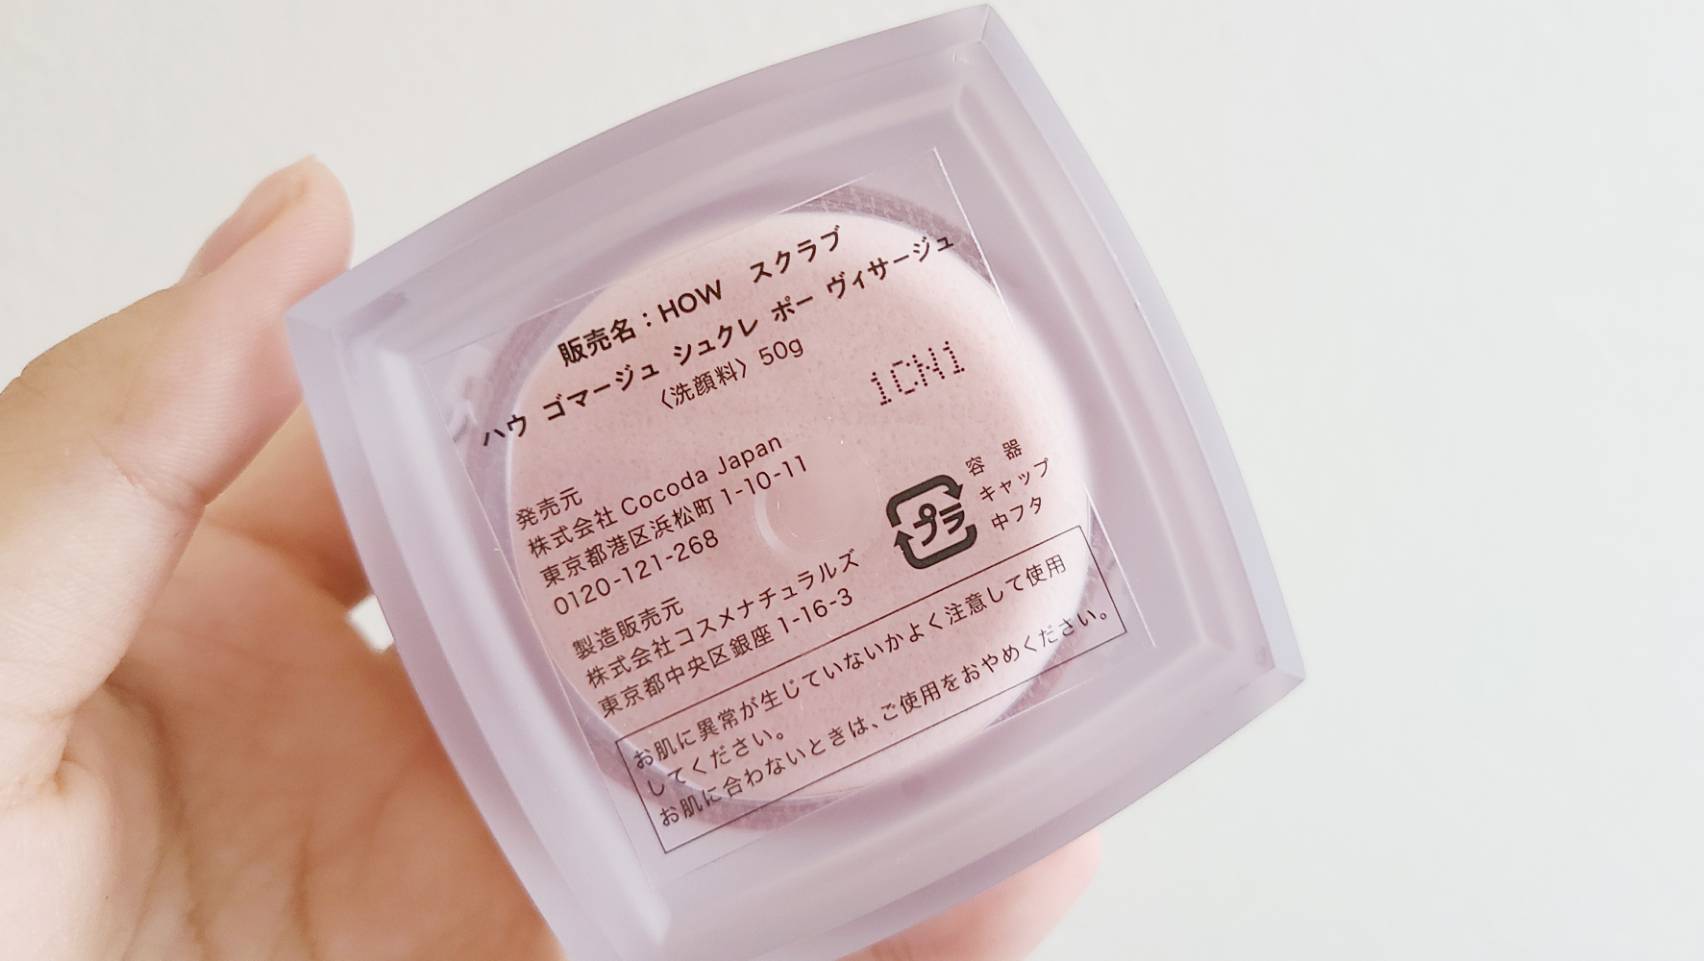 販売名：HOW スクラブ
ハウ ゴマージュ シュクレ ポー ヴィサージュ
〈洗顔料〉50g
1CN1
発売元
株式会社 Cocoda Japan
東京都港区浜松町 1-10-11
0120-121-268
製造販売元
株式会社コスメナチュラルズ
東京都中央区銀座 1-16-3
プラ
容器
キャップ
中フタ
お肌に異常が生じていないかよく注意して使用
してください。
お肌に合わないときは、ご使用をおやめください。